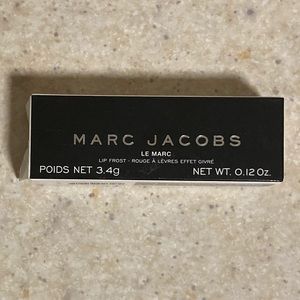 MARC JACOBS
LE MARC
LIP FROST - ROUGE À LÈVRES EFFET GIVRÉ
POIDS NET 3.4g NET WT. 0.12 Oz.